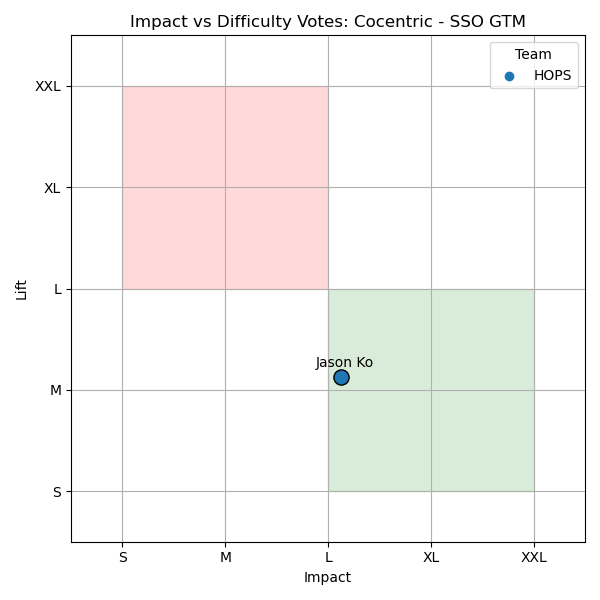 Impact vs Difficulty Votes: Cocentric - SSO GTM
Team
HOPS
XXL
XL
L
M
S
Lift
Jason Ko
S M L XL XXL
Impact